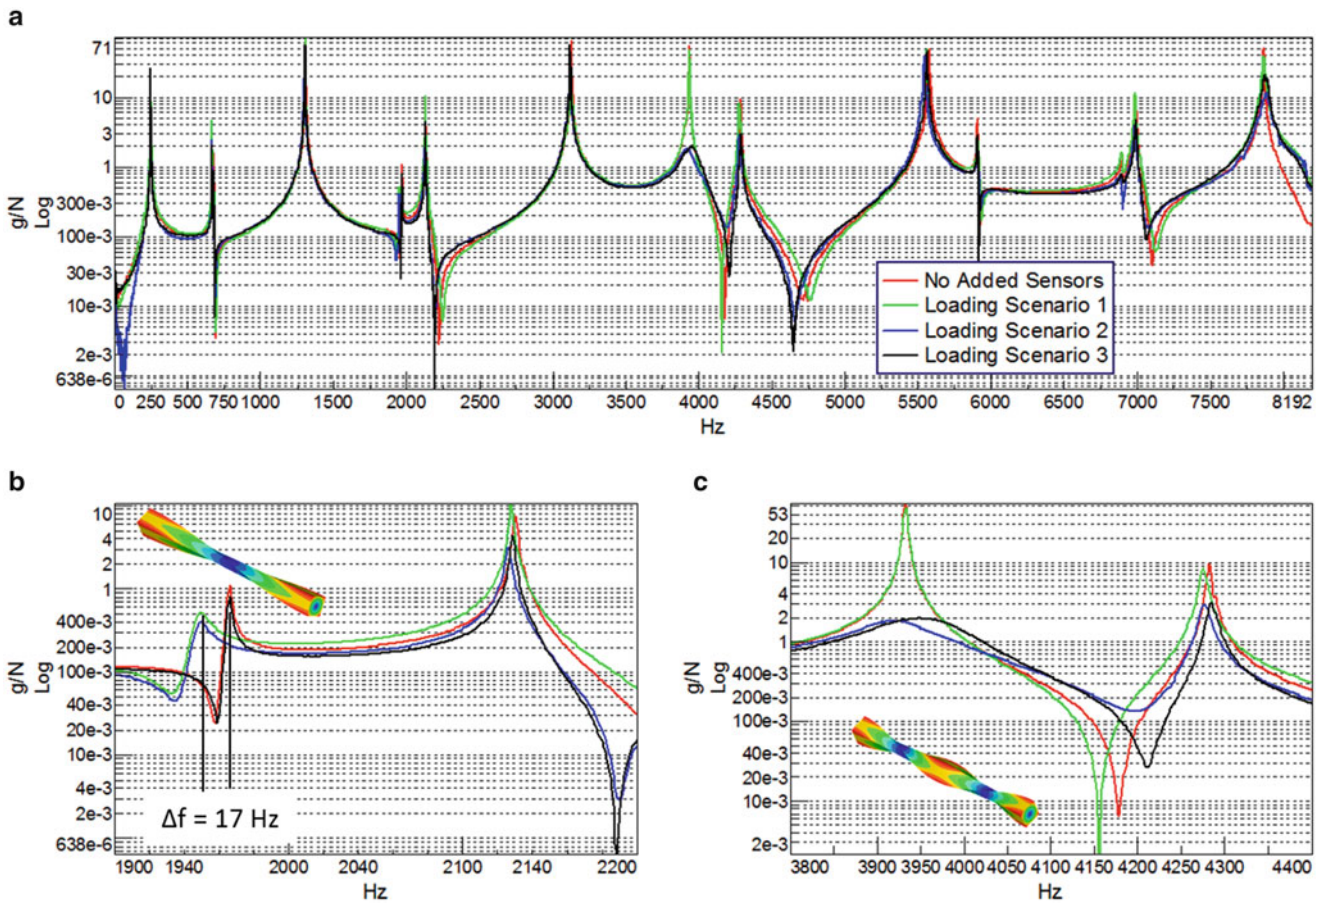 a
71
10
3
1
300e-3
100e-3
30e-3
10e-3
2e-3
638e-6
g/N
Log
0 250 500 750 1000 1500 2000 2500 3000 3500 4000 4500 5000 5500 6000 6500 7000 7500 8192
Hz
No Added Sensors
Loading Scenario 1
Loading Scenario 2
Loading Scenario 3
b
10
4
2
1
400e-3
200e-3
100e-3
40e-3
20e-3
10e-3
4e-3
2e-3
638e-6
g/N
Log
Δf = 17 Hz
1900 1940 2000 2040 2100 2140 2200
Hz
c
53
20
10
4
2
1
400e-3
200e-3
100e-3
40e-3
20e-3
10e-3
2e-3
g/N
Log
3800 3900 3950 4000 4050 4100 4150 4200 4250 4300 4400
Hz